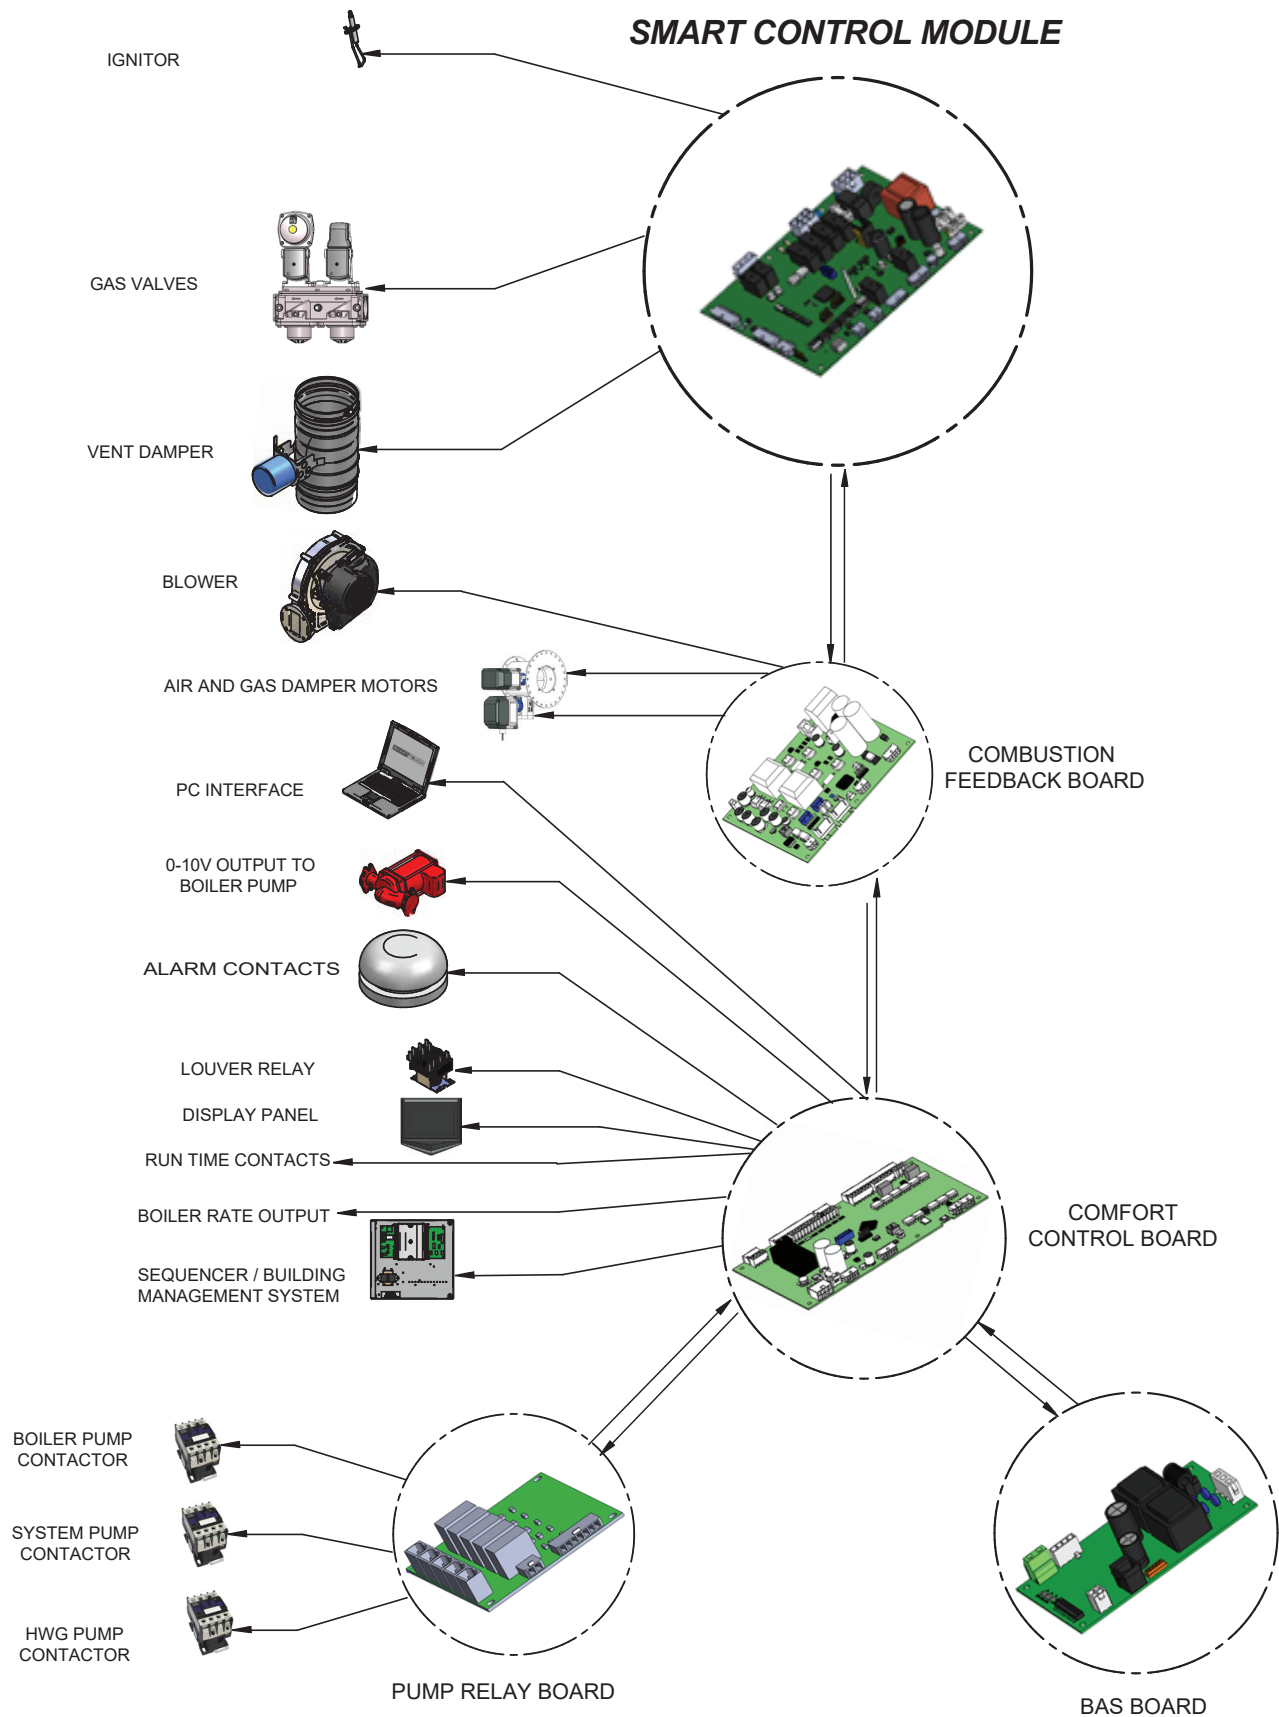 SMART CONTROL MODULE
IGNITOR
GAS VALVES
VENT DAMPER
BLOWER
AIR AND GAS DAMPER MOTORS
COMBUSTION
FEEDBACK BOARD
PC INTERFACE
0-10V OUTPUT TO
BOILER PUMP
ALARM CONTACTS
LOUVER RELAY
DISPLAY PANEL
RUN TIME CONTACTS
BOILER RATE OUTPUT
COMFORT
CONTROL BOARD
SEQUENCER / BUILDING
MANAGEMENT SYSTEM
BOILER PUMP
CONTACTOR
SYSTEM PUMP
CONTACTOR
HWG PUMP
CONTACTOR
PUMP RELAY BOARD
BAS BOARD